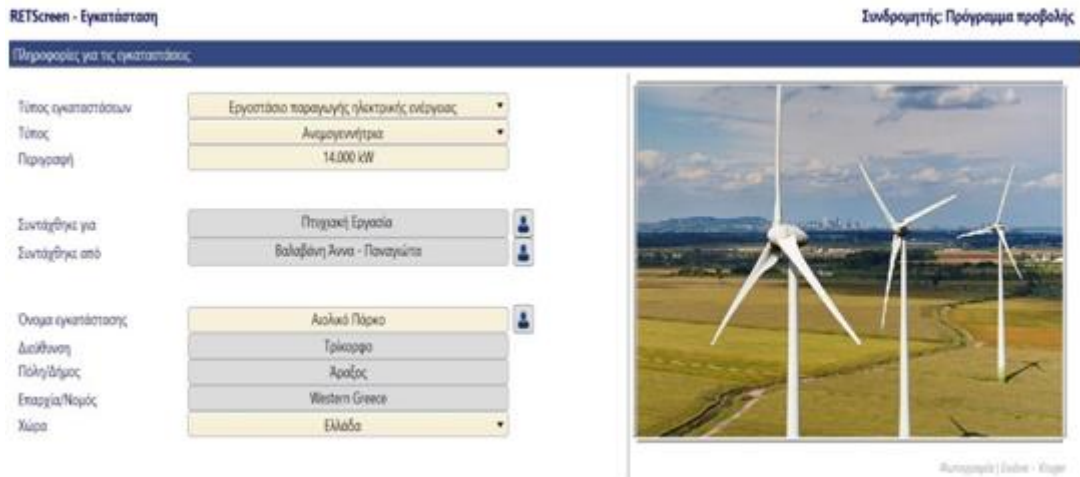 RETScreen - Εγκατάσταση
Συνδρομητής: Πρόγραμμα προβολής
Πληροφορίες για τις εγκαταστάσεις
Τύπος εγκαταστάσεων
Εργοστάσιο παραγωγής ηλεκτρικής ενέργειας
Τύπος
Ανεμογεννήτρια
Περιγραφή
14.000 kW
Συντάχθηκε για
Πτυχιακή Εργασία
Συντάχθηκε από
Βαλαβάνη Άννα - Παναγιώτα
Όνομα εγκατάστασης
Αιολικό Πάρκο
Διεύθυνση
Τρίκορφο
Πόλη/Δήμος
Άραξος
Επαρχία/Νομός
Western Greece
Χώρα
Ελλάδα